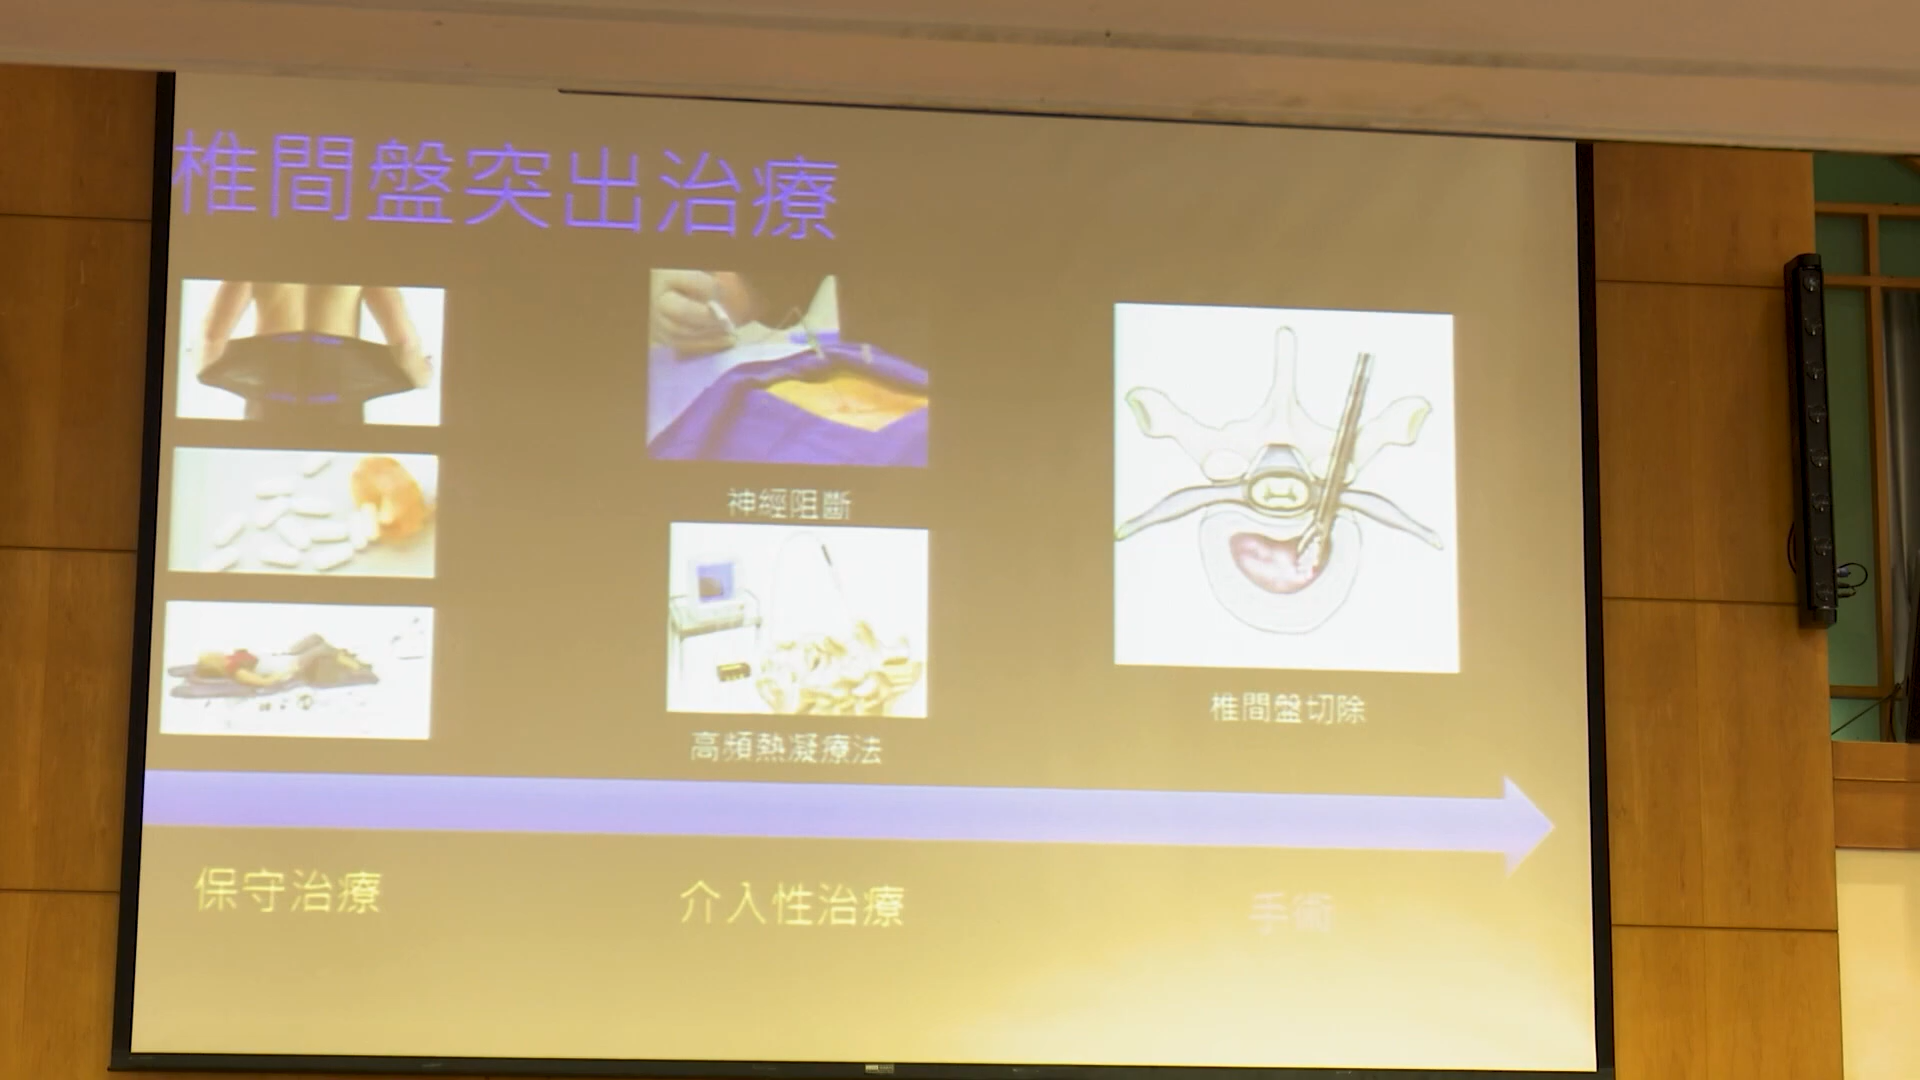 椎間盤突出治療
神經阻斷
高頻熱凝療法
椎間盤切除
保守治療
介入性治療
手術